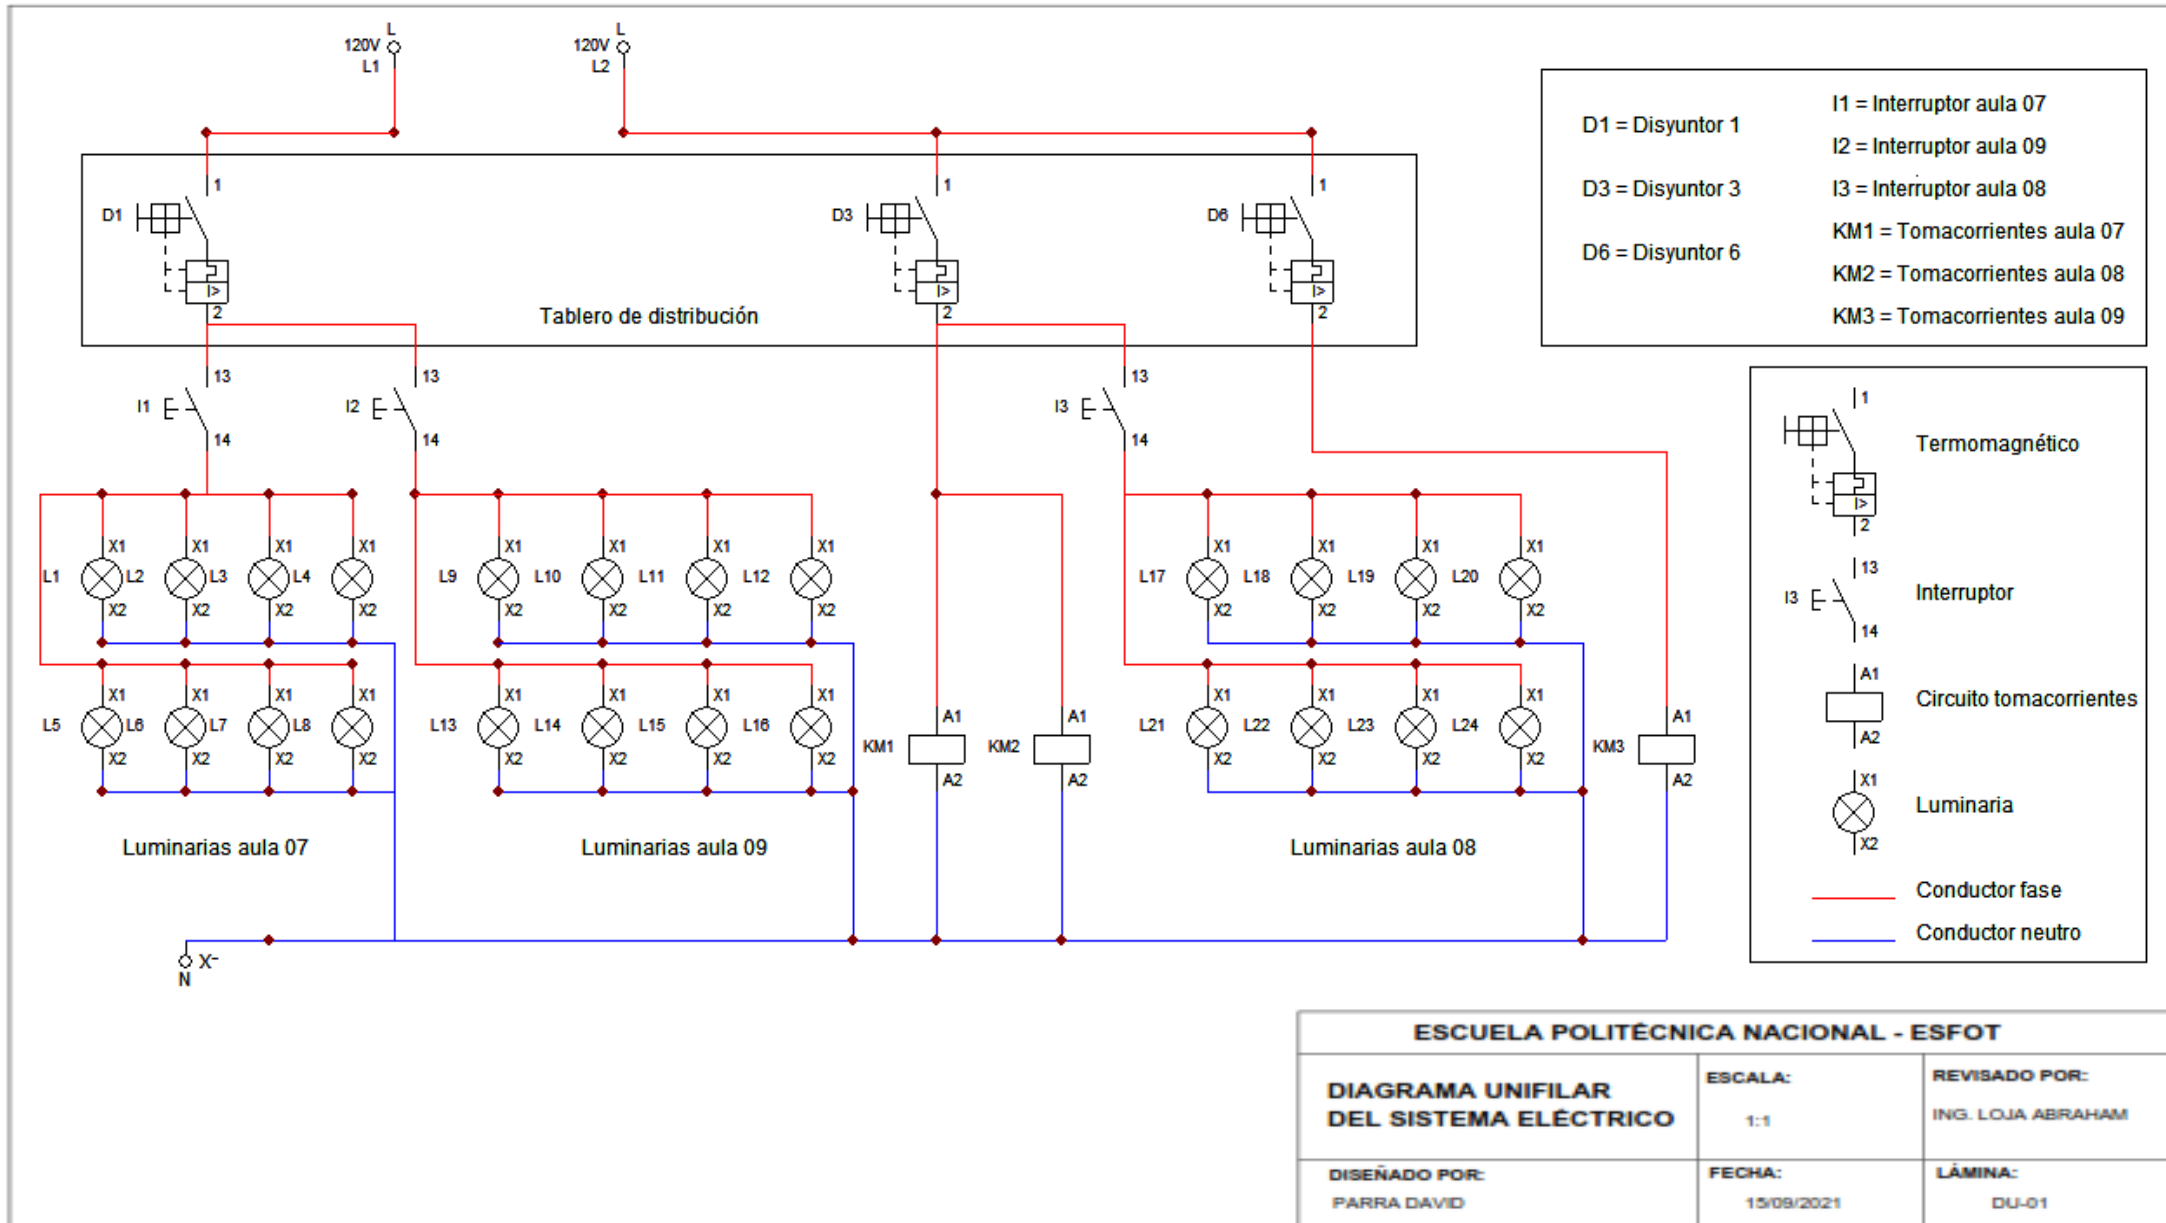 L
120V
L1
L
120V
L2
D1 = Disyuntor 1
D3 = Disyuntor 3
D6 = Disyuntor 6
I1 = Interruptor aula 07
I2 = Interruptor aula 09
I3 = Interruptor aula 08
KM1 = Tomacorrientes aula 07
KM2 = Tomacorrientes aula 08
KM3 = Tomacorrientes aula 09
1 1 1
D1 D3 D6
I> I> I>
2 2 2
Tablero de distribución
13 13 13
I1 I2 I3
14 14 14
X1 X1 X1 X1 X1 X1 X1 X1 X1 X1 X1 X1
L1 L2 L3 L4 L9 L10 L11 L12 L17 L18 L19 L20
X2 X2 X2 X2 X2 X2 X2 X2 X2 X2 X2 X2
X1 X1 X1 X1 X1 X1 X1 X1 A1 A1 X1 X1 X1 X1 A1
L5 L6 L7 L8 L13 L14 L15 L16 KM1 KM2 L21 L22 L23 L24 KM3
X2 X2 X2 X2 X2 X2 X2 X2 A2 A2 X2 X2 X2 X2 A2
Luminarias aula 07
Luminarias aula 09
Luminarias aula 08
X-
N
1
Termomagnético
I>
2
13
I3 Interruptor
14
A1
Circuito tomacorrientes
A2
X1
Luminaria
X2
Conductor fase
Conductor neutro
ESCUELA POLITÉCNICA NACIONAL - ESFOT
DIAGRAMA UNIFILAR
DEL SISTEMA ELÉCTRICO
ESCALA:
1:1
REVISADO POR:
ING. LOJA ABRAHAM
DISEÑADO POR:
PARRA DAVID
FECHA:
15/09/2021
LÁMINA:
DU-01